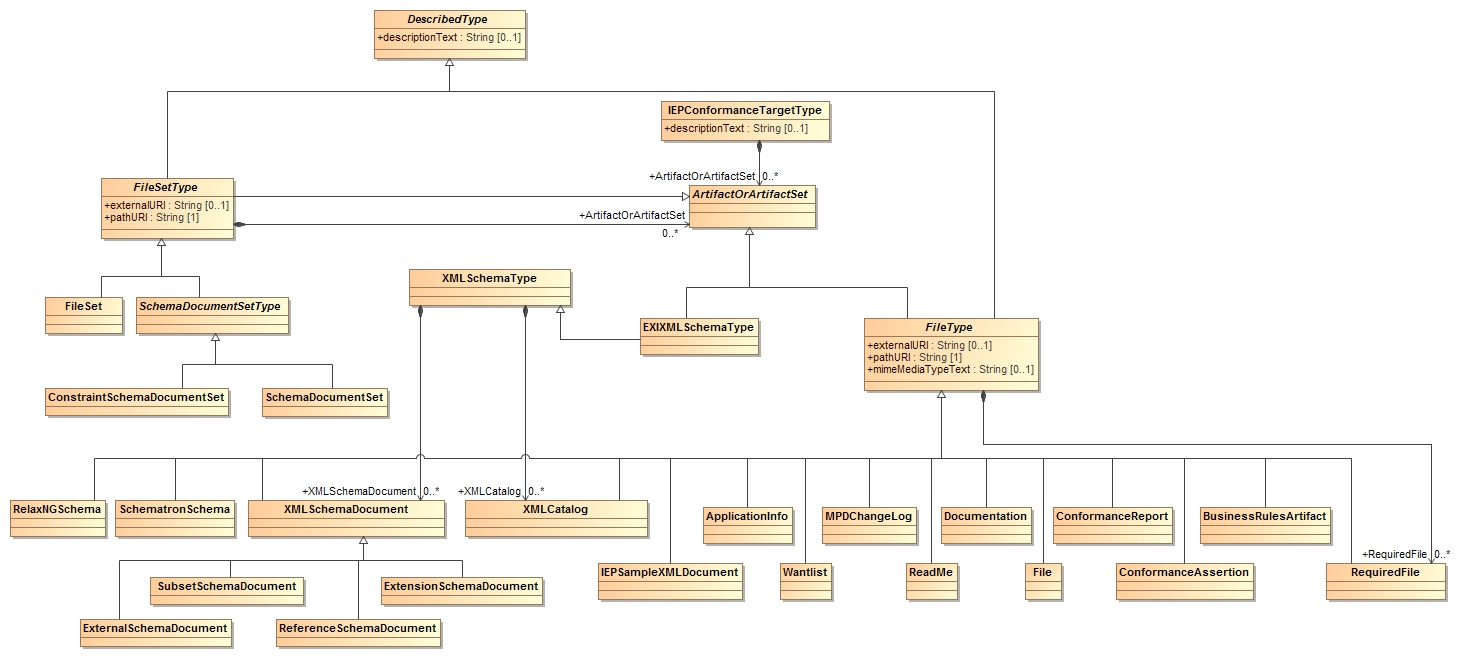 DescribedType
+descriptionText : String [0..1]
IEPConformanceTargetType
+descriptionText : String [0..1]
+ArtifactOrArtifactSet 0..*
FileSetType
+externalURI : String [0..1]
+pathURI : String [1]
ArtifactOrArtifactSet
+ArtifactOrArtifactSet
0..*
XMLSchemaType
FileSet
SchemaDocumentSetType
EXIXMLSchemaType
FileType
+externalURI : String [0..1]
+pathURI : String [1]
+mimeMediaTypeText : String [0..1]
ConstraintSchemaDocumentSet
SchemaDocumentSet
+XMLSchemaDocument 0..*
+XMLCatalog 0..*
RelaxNGSchema
SchematronSchema
XMLSchemaDocument
XMLCatalog
ApplicationInfo
MPDChangeLog
Documentation
ConformanceReport
BusinessRulesArtifact
+RequiredFile 0..*
IEPSampleXMLDocument
Wantlist
ReadMe
File
ConformanceAssertion
RequiredFile
SubsetSchemaDocument
ExtensionSchemaDocument
ExternalSchemaDocument
ReferenceSchemaDocument